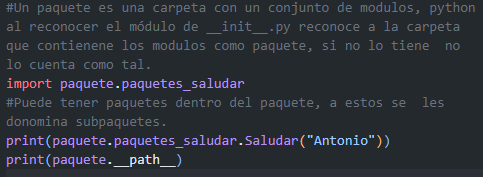 #Un paquete es una carpeta con un conjunto de modulos, python
al reconocer el módulo de __init__.py reconoce a la carpeta
que contienene los modulos como paquete, si no lo tiene  no
lo cuenta como tal.
import paquete.paquetes_saludar
#Puede tener paquetes dentro del paquete, a estos se  les
donomina subpaquetes.
print(paquete.paquetes_saludar.Saludar("Antonio"))
print(paquete.__path__)